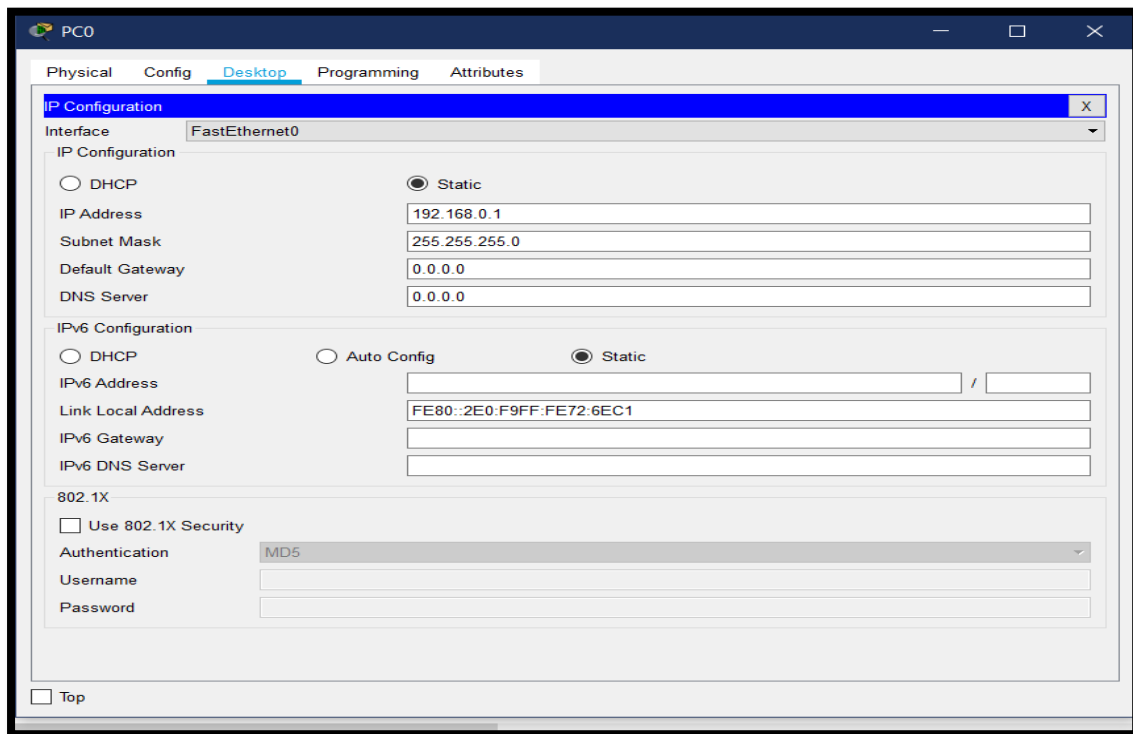 PC0
Physical Config Desktop Programming Attributes
IP Configuration X
Interface FastEthernet0
IP Configuration
DHCP Static
IP Address 192.168.0.1
Subnet Mask 255.255.255.0
Default Gateway 0.0.0.0
DNS Server 0.0.0.0
IPv6 Configuration
DHCP Auto Config Static
IPv6 Address /
Link Local Address FE80::2E0:F9FF:FE72:6EC1
IPv6 Gateway
IPv6 DNS Server
802.1X
Use 802.1X Security
Authentication MD5
Username
Password
Top